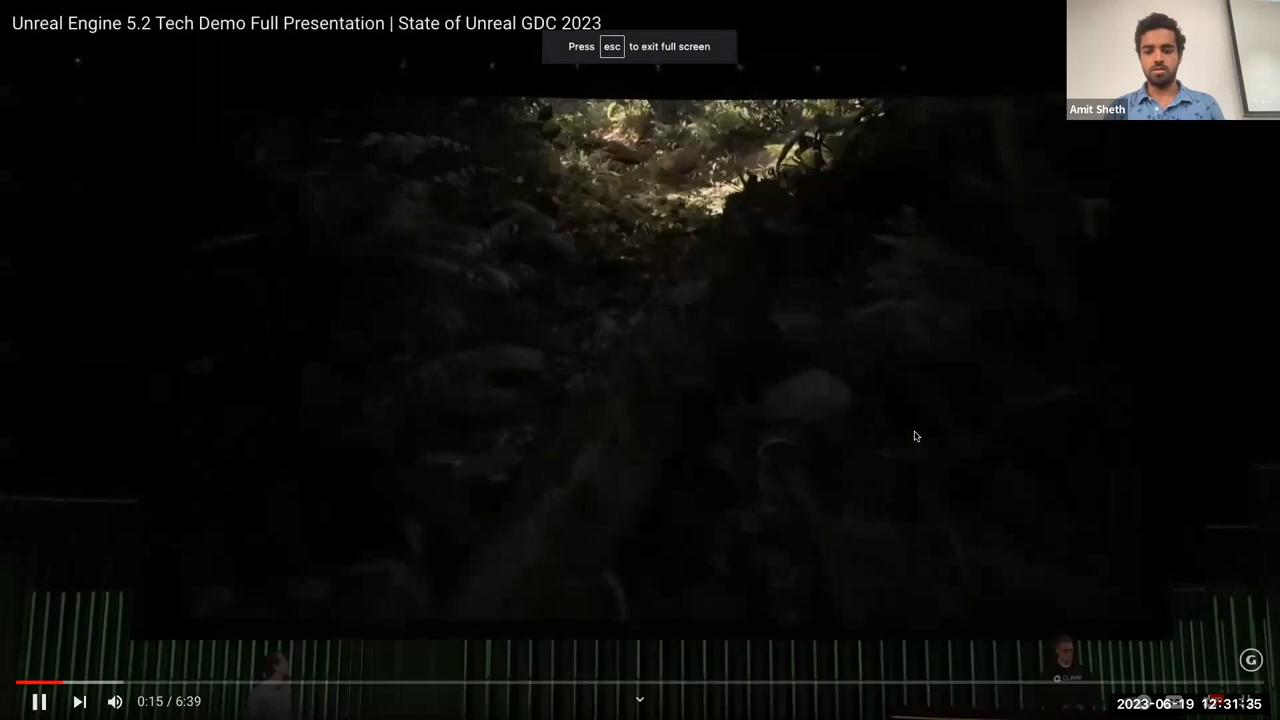 Unreal Engine 5.2 Tech Demo Full Presentation | State of Unreal GDC 2023
Press esc to exit full screen
Amit Sheth
G
0:15 / 6:39
2023-06-19 12:31:35